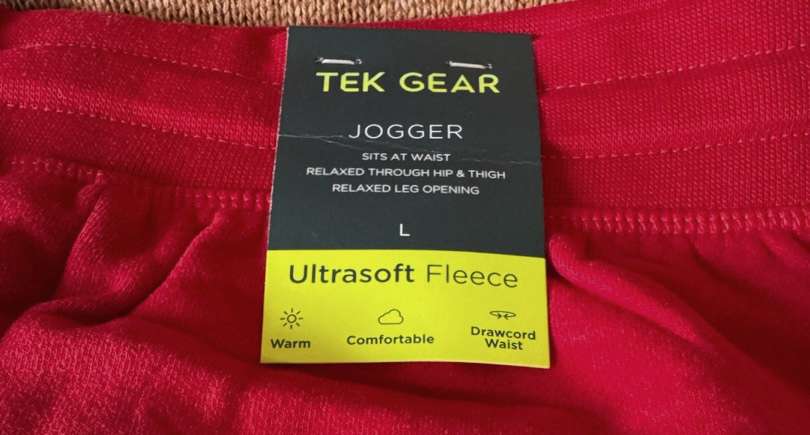 TEK GEAR
JOGGER
SITS AT WAIST
RELAXED THROUGH HIP & THIGH
RELAXED LEG OPENING
L
Ultrasoft Fleece
Warm
Comfortable
Drawcord
Waist